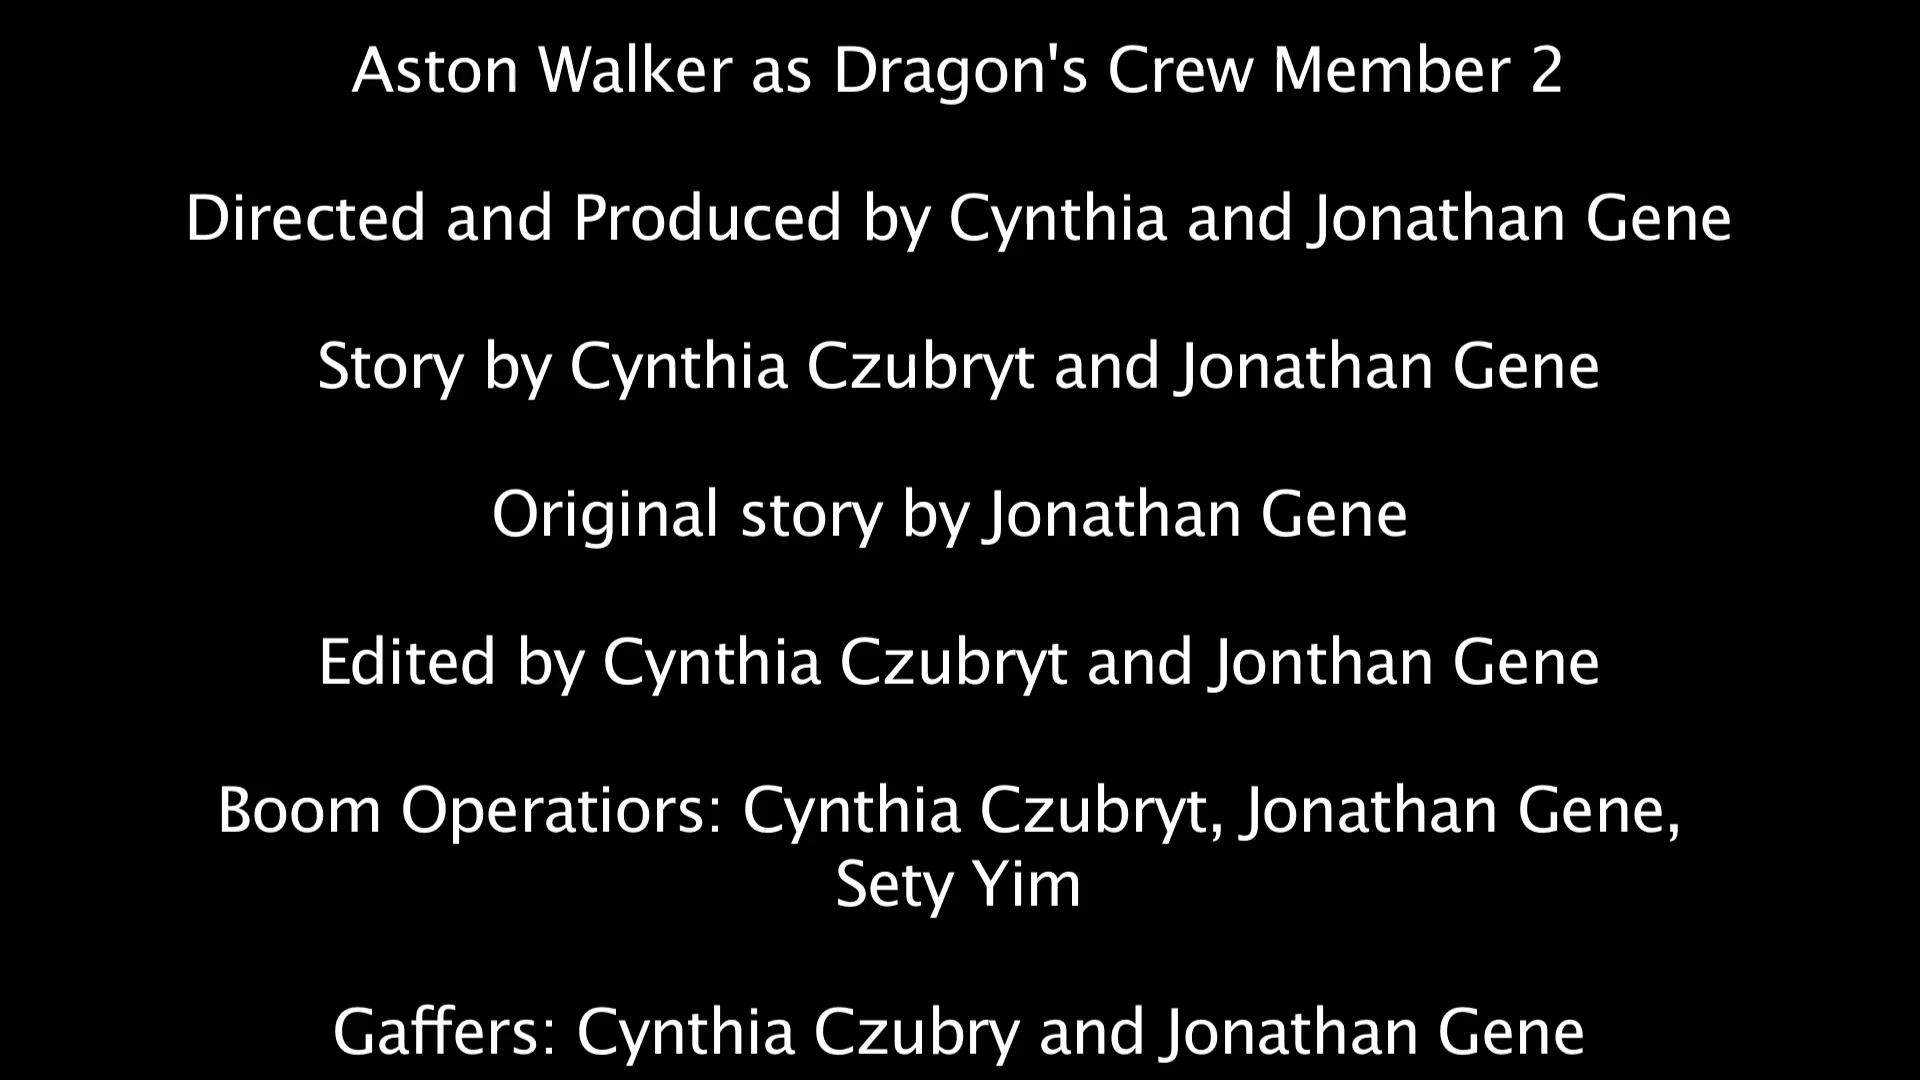 Aston Walker as Dragon's Crew Member 2
Directed and Produced by Cynthia and Jonathan Gene
Story by Cynthia Czubryt and Jonathan Gene
Original story by Jonathan Gene
Edited by Cynthia Czubryt and Jonthan Gene
Boom Operatiors: Cynthia Czubryt, Jonathan Gene,
Sety Yim
Gaffers: Cynthia Czubry and Jonathan Gene